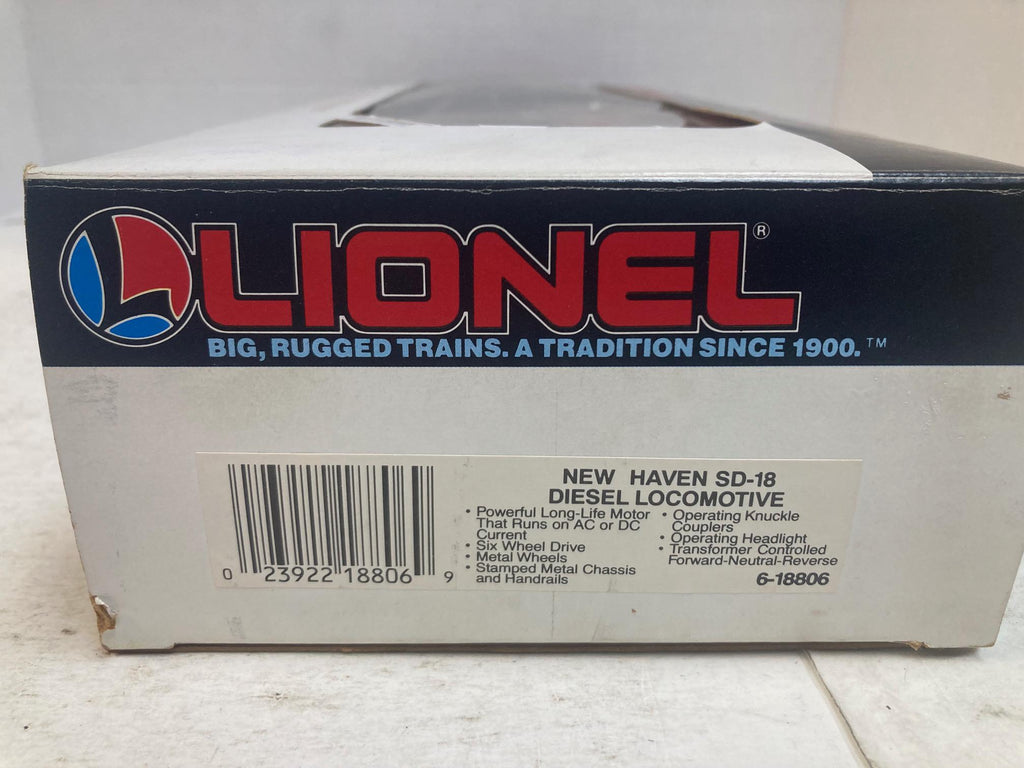 LIONEL®
BIG, RUGGED TRAINS. A TRADITION SINCE 1900.™
NEW HAVEN SD-18
DIESEL LOCOMOTIVE
• Powerful Long-Life Motor
That Runs on AC or DC
Current
• Six Wheel Drive
• Metal Wheels
• Stamped Metal Chassis
and Handrails
• Operating Knuckle
Couplers
• Operating Headlight
• Transformer Controlled
Forward-Neutral-Reverse
6-18806
0 23922 18806 9